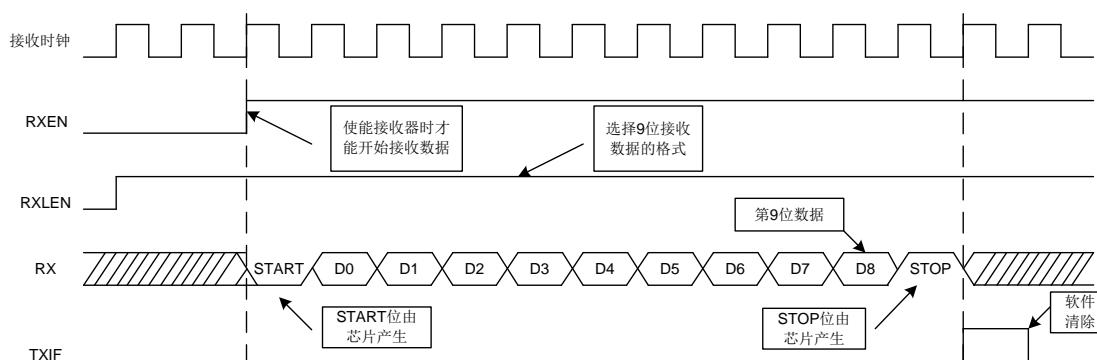 接收时钟
RXEN
使能接收器时才
能开始接收数据
选择9位接收
数据的格式
RXLEN
第9位数据
RX
START
D0
D1
D2
D3
D4
D5
D6
D7
D8
STOP
START位由
芯片产生
STOP位由
芯片产生
软件
清除
TXIF